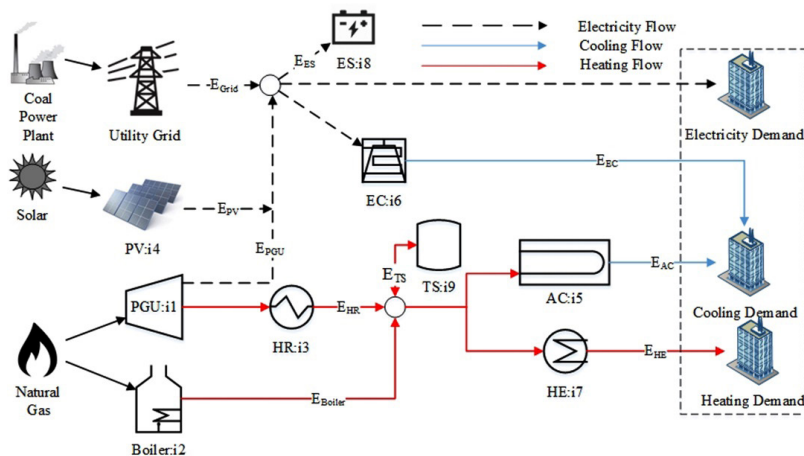 Electricity Flow
Cooling Flow
Heating Flow
E_ES
ES:i8
E_Grid
Coal
Power
Plant
Utility Grid
Electricity Demand
E_EC
EC:i6
Solar
E_PV
PV:i4
E_PGU
E_TS
TS:i9
PGU:i1
E_HR
HR:i3
AC:i5
E_AC
Cooling Demand
E_HE
HE:i7
Heating Demand
Natural
Gas
E_Boiler
Boiler:i2